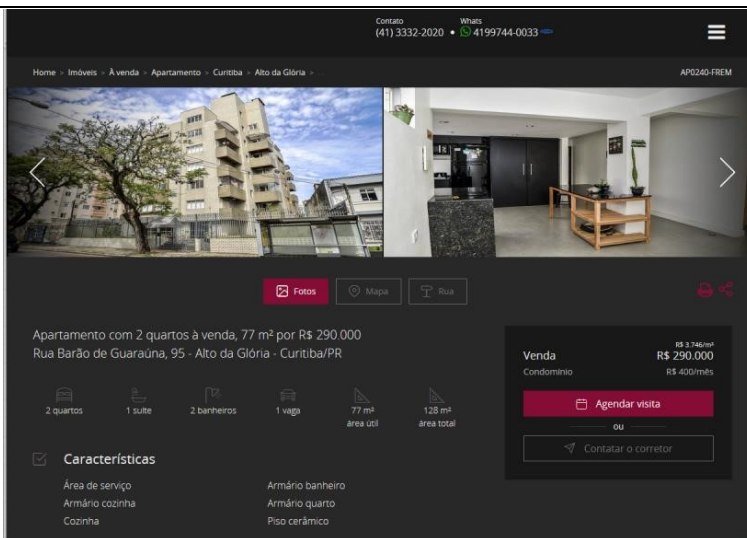 Contato
(41) 3332-2020
Whats
4199744-0033
Home > Imóveis > À venda > Apartamento > Curitiba > Alto da Glória >
AP0240-FREM
Fotos
Mapa
Rua
Apartamento com 2 quartos à venda, 77 m² por R$ 290.000
Rua Barão de Guaraúna, 95 - Alto da Glória - Curitiba/PR
2 quartos
1 suíte
2 banheiros
1 vaga
77 m²
área útil
128 m²
área total
R$ 3.746/m²
Venda R$ 290.000
Condomínio R$ 400/mês
Agendar visita
ou
Contatar o corretor
Características
Área de serviço
Armário cozinha
Cozinha
Armário banheiro
Armário quarto
Piso cerâmico